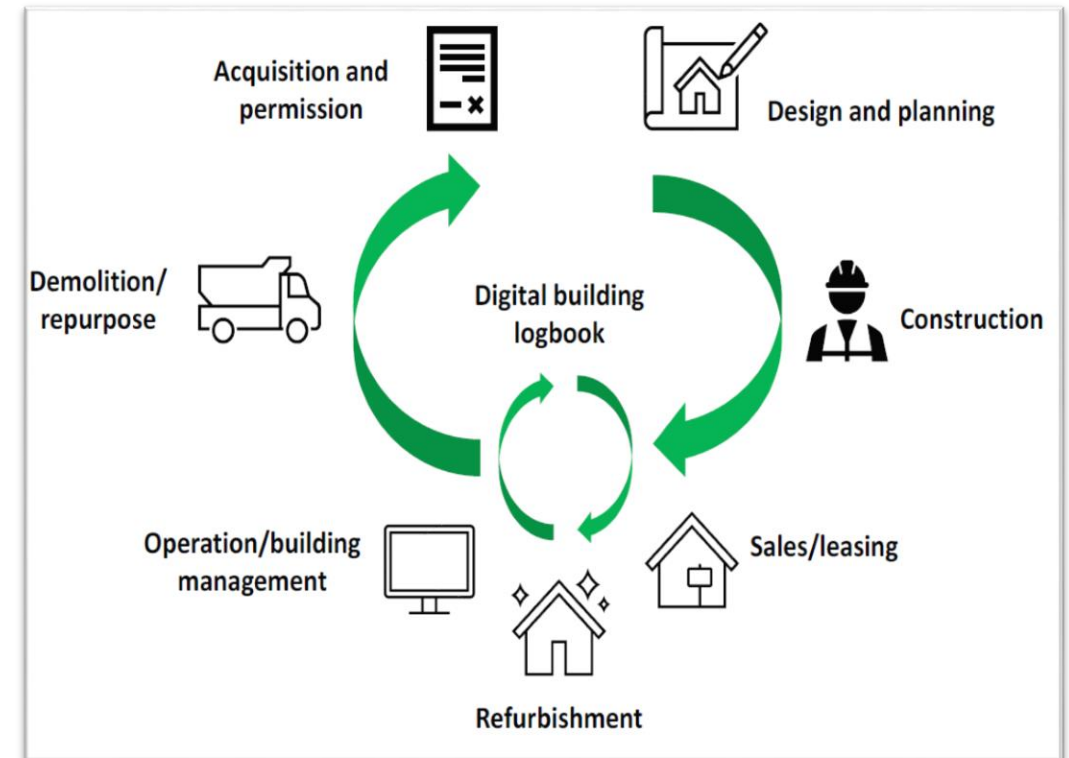 Acquisition and
permission
Design and planning
Demolition/
repurpose
Digital building
logbook
Construction
Operation/building
management
Sales/leasing
Refurbishment